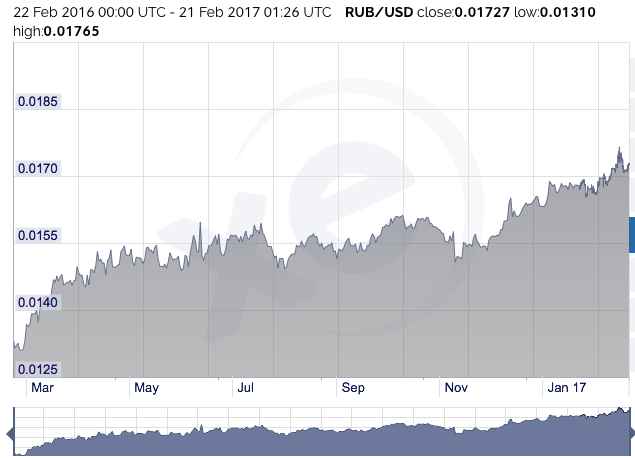 22 Feb 2016 00:00 UTC - 21 Feb 2017 01:26 UTC RUB/USD close:0.01727 low:0.01310
high:0.01765
0.0185
0.0170
0.0155
0.0140
0.0125
Mar May Jul Sep Nov Jan 17
xe